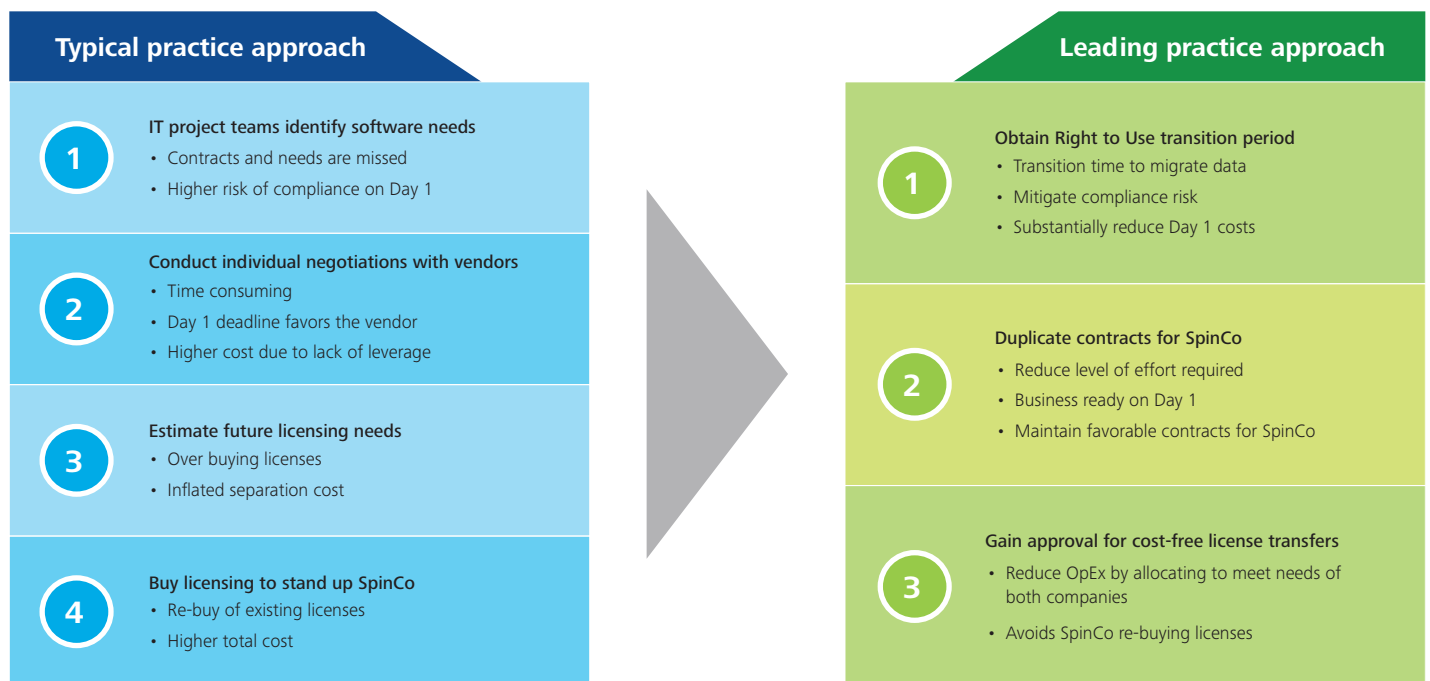 Typical practice approach
1
IT project teams identify software needs
• Contracts and needs are missed
• Higher risk of compliance on Day 1
2
Conduct individual negotiations with vendors
• Time consuming
• Day 1 deadline favors the vendor
• Higher cost due to lack of leverage
3
Estimate future licensing needs
• Over buying licenses
• Inflated separation cost
4
Buy licensing to stand up SpinCo
• Re-buy of existing licenses
• Higher total cost
Leading practice approach
1
Obtain Right to Use transition period
• Transition time to migrate data
• Mitigate compliance risk
• Substantially reduce Day 1 costs
2
Duplicate contracts for SpinCo
• Reduce level of effort required
• Business ready on Day 1
• Maintain favorable contracts for SpinCo
3
Gain approval for cost-free license transfers
• Reduce OpEx by allocating to meet needs of
both companies
• Avoids SpinCo re-buying licenses